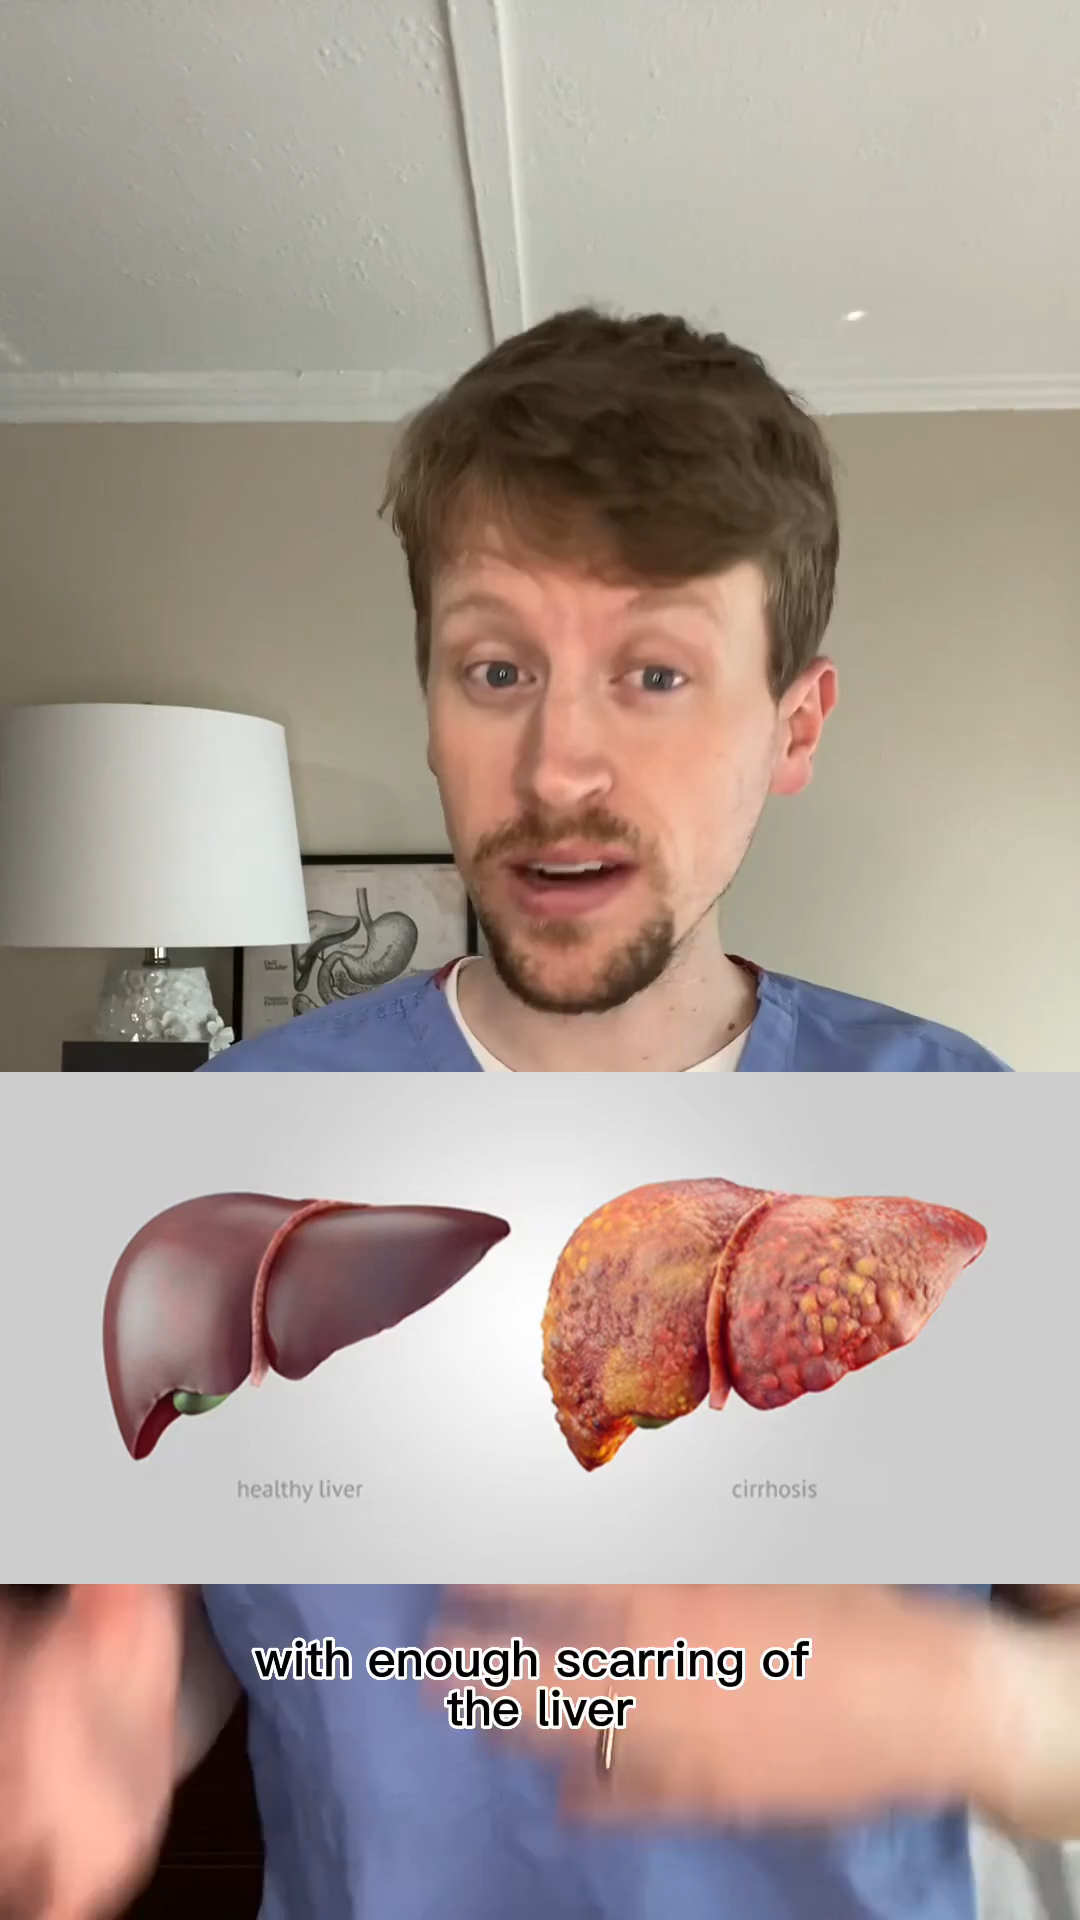 healthy liver
cirrhosis
with enough scarring of
the liver